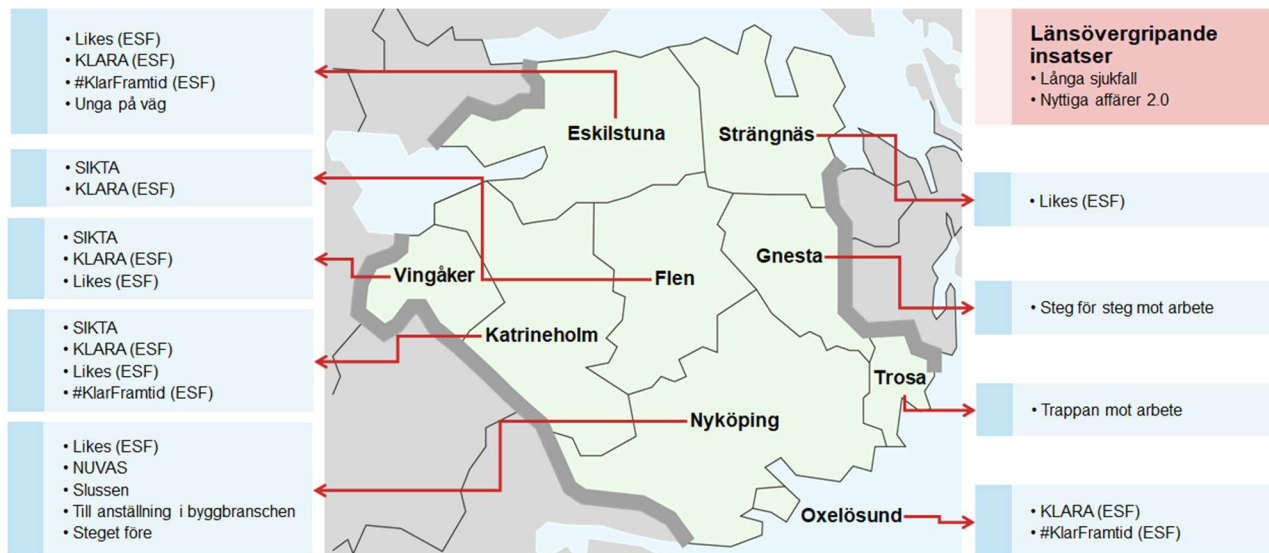 • Likes (ESF)
• KLARA (ESF)
• #KlarFramtid (ESF)
• Unga på väg
• SIKTA
• KLARA (ESF)
• SIKTA
• KLARA (ESF)
• Likes (ESF)
• SIKTA
• KLARA (ESF)
• Likes (ESF)
• #KlarFramtid (ESF)
• Likes (ESF)
• NUVAS
• Slussen
• Till anställning i byggbranschen
• Steget före
Eskilstuna
Strängnäs
Vingåker
Flen
Gnesta
Katrineholm
Trosa
Nyköping
Oxelösund
Länsövergripande
insatser
• Långa sjukfall
• Nyttiga affärer 2.0
• Likes (ESF)
• Steg för steg mot arbete
• Trappan mot arbete
• KLARA (ESF)
• #KlarFramtid (ESF)